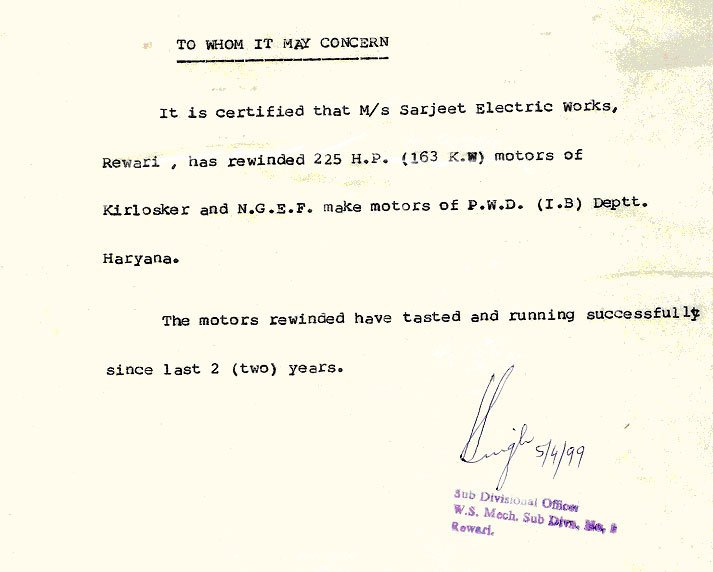 TO WHOM IT MAY CONCERN
It is certified that M/s Sarjeet Electric Works,
Rewari , has rewinded 225 H.P. (163 K.W) motors of
Kirlosker and N.G.E.F. make motors of P.W.D. (I.B) Deptt.
Haryana.
The motors rewinded have tasted and running successfully
since last 2 (two) years.
Singh 5/4/99
Sub Divisional Officer
W.S. Mech. Sub Divn. No.
Rewari.